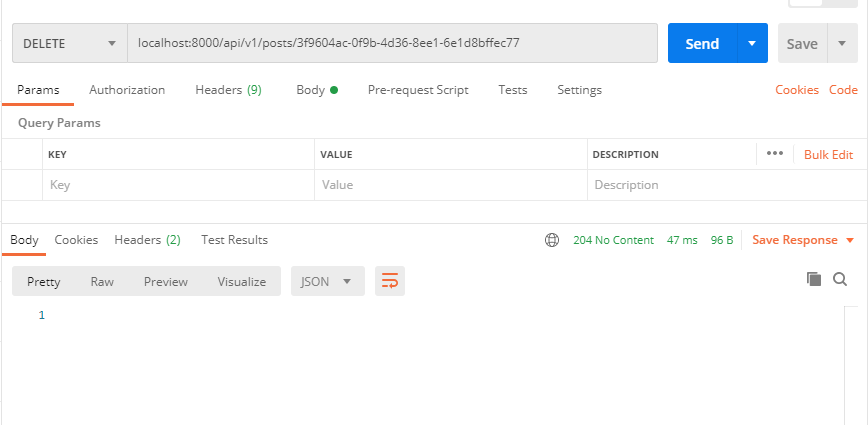 DELETE localhost:8000/api/v1/posts/3f9604ac-0f9b-4d36-8ee1-6e1d8bffec77 Send Save
Params Authorization Headers (9) Body Pre-request Script Tests Settings Cookies Code
Query Params
KEY VALUE DESCRIPTION ••• Bulk Edit
Key Value Description
Body Cookies Headers (2) Test Results 204 No Content 47 ms 96 B Save Response
Pretty Raw Preview Visualize JSON
1